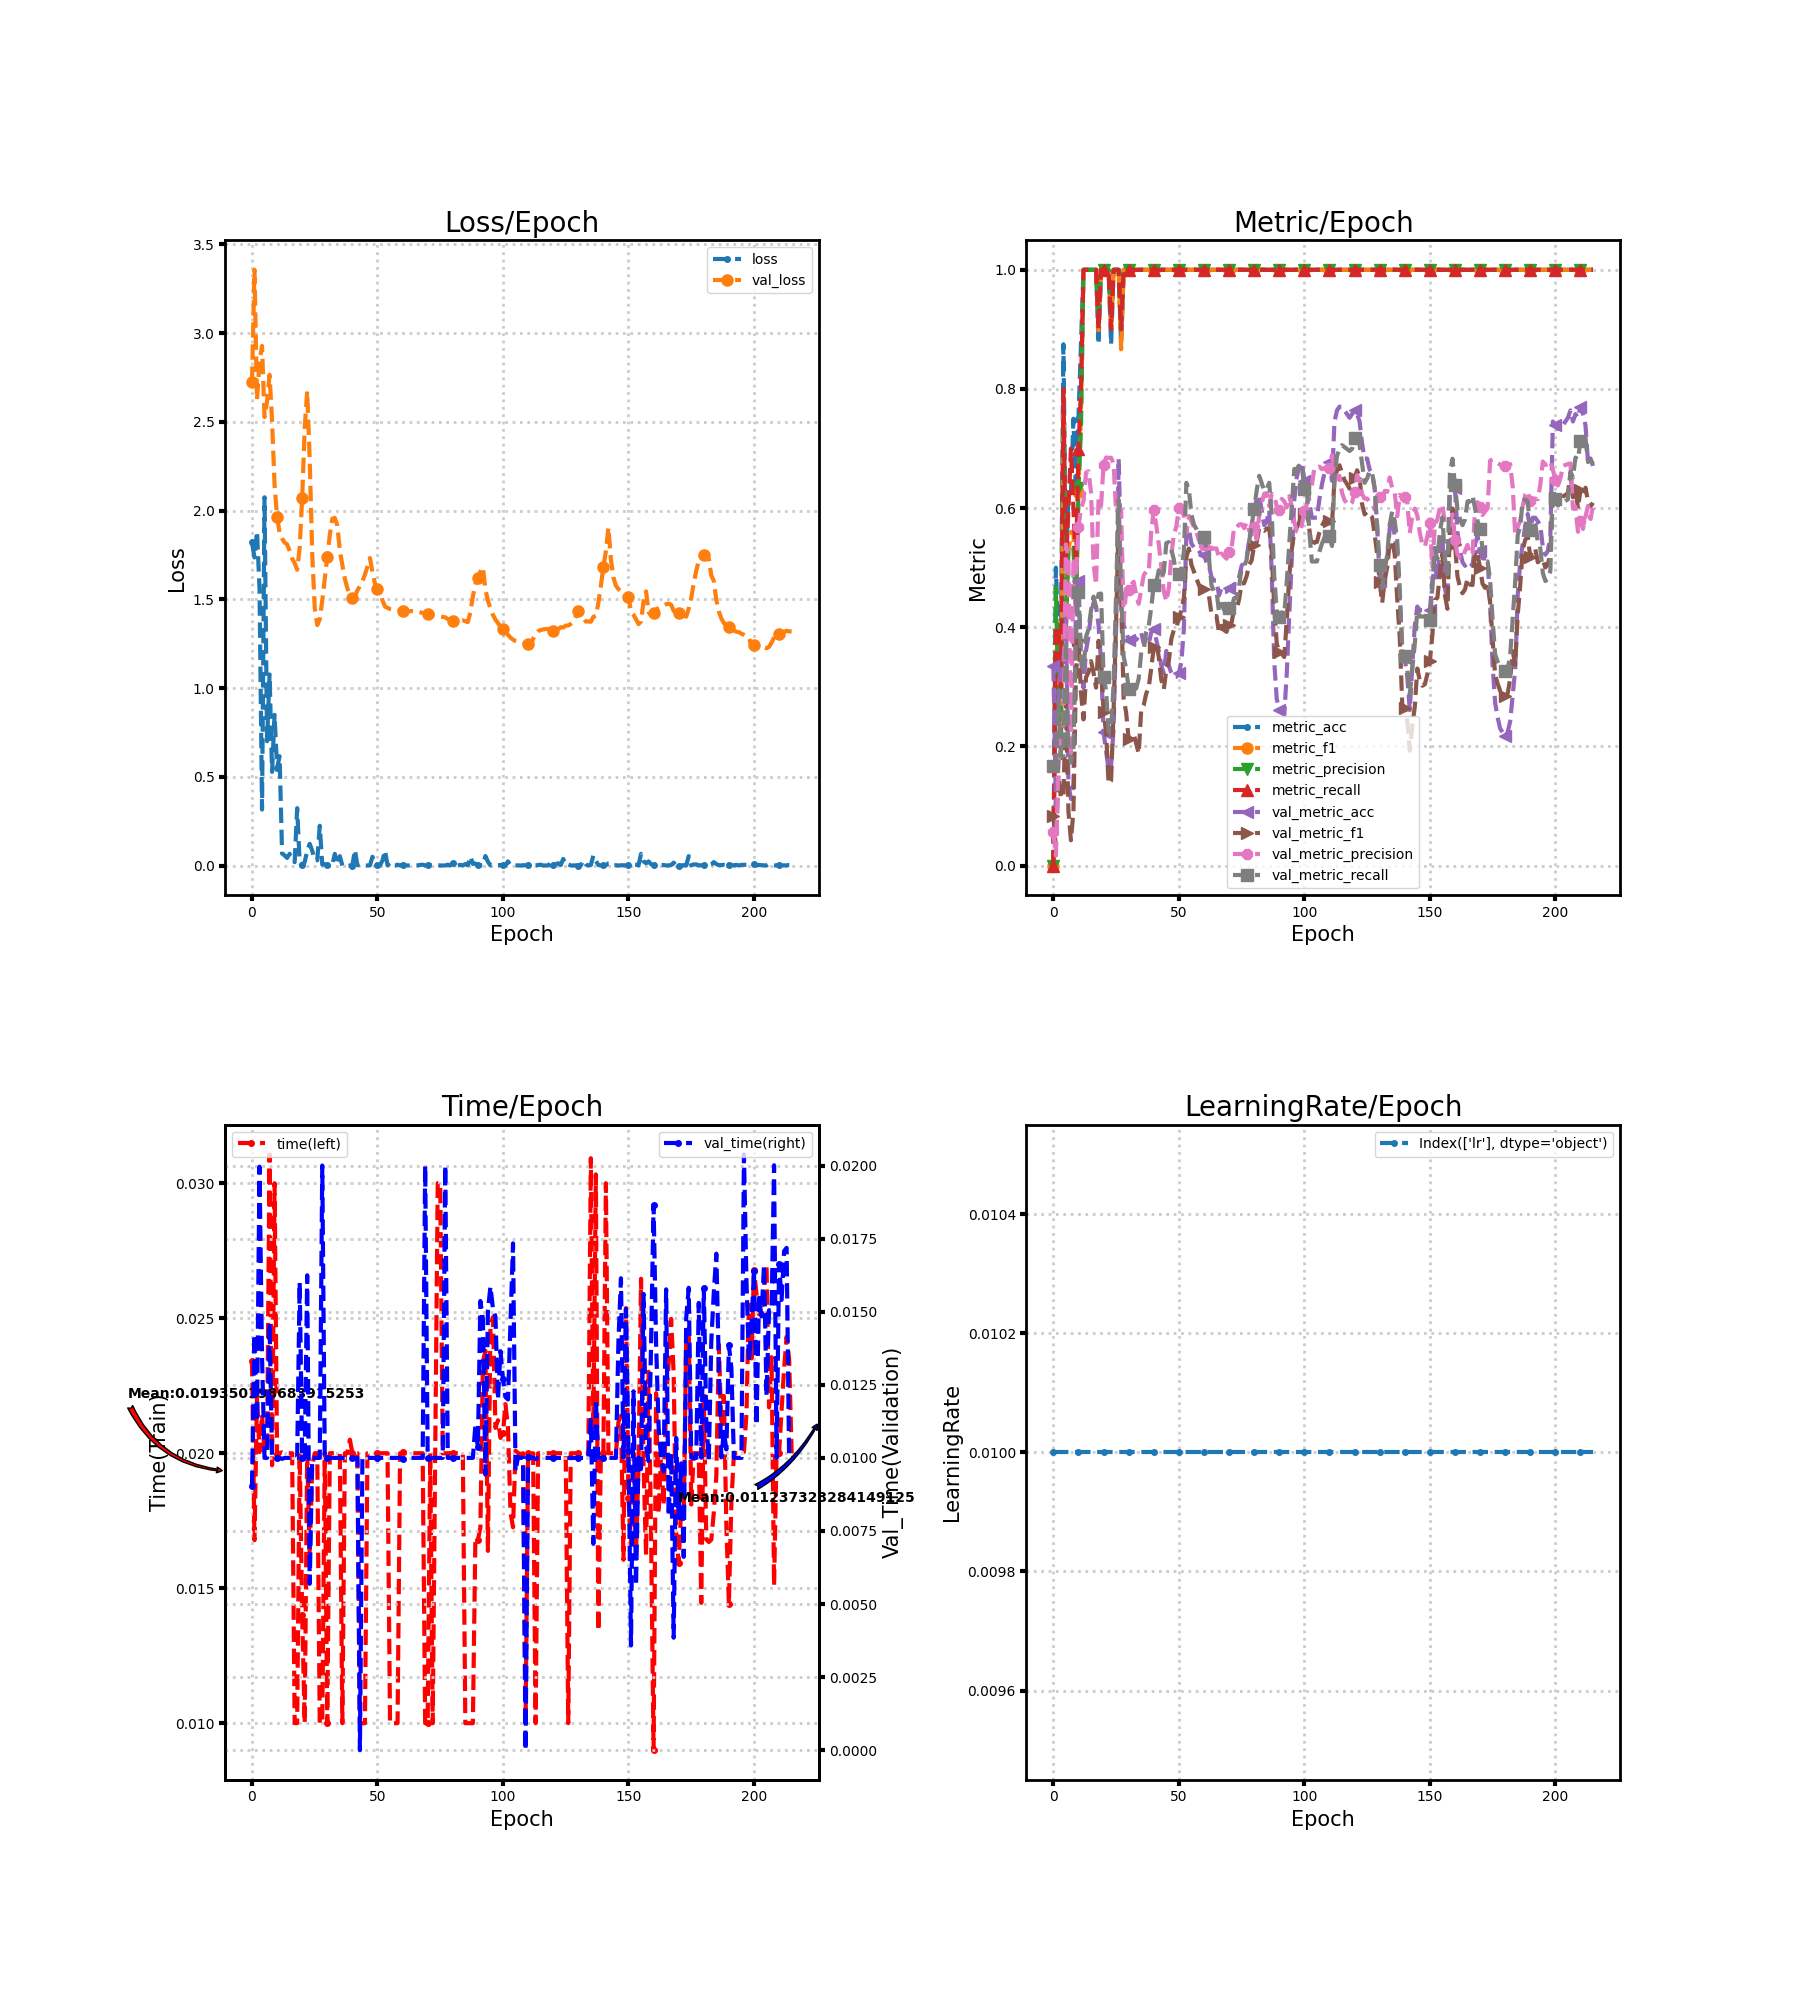 Loss/Epoch
3.5
3.0
2.5
2.0
1.5
1.0
0.5
0.0
Loss
loss
val_loss
0 50 100 150 200
Epoch
Metric/Epoch
1.0
0.8
0.6
0.4
0.2
0.0
Metric
metric_acc
metric_f1
metric_precision
metric_recall
val_metric_acc
val_metric_f1
val_metric_precision
val_metric_recall
0 50 100 150 200
Epoch
Time/Epoch
time(left)
val_time(right)
0.030
0.025
0.020
0.015
0.010
Time(Train)
0.0200
0.0175
0.0150
0.0125
0.0100
0.0075
0.0050
0.0025
0.0000
Val_Time(Validation)
Mean:0.011237323284149125
0 50 100 150 200
Epoch
LearningRate/Epoch
Index(['lr'], dtype='object')
0.0104
0.0102
0.0100
0.0098
0.0096
LearningRate
0 50 100 150 200
Epoch